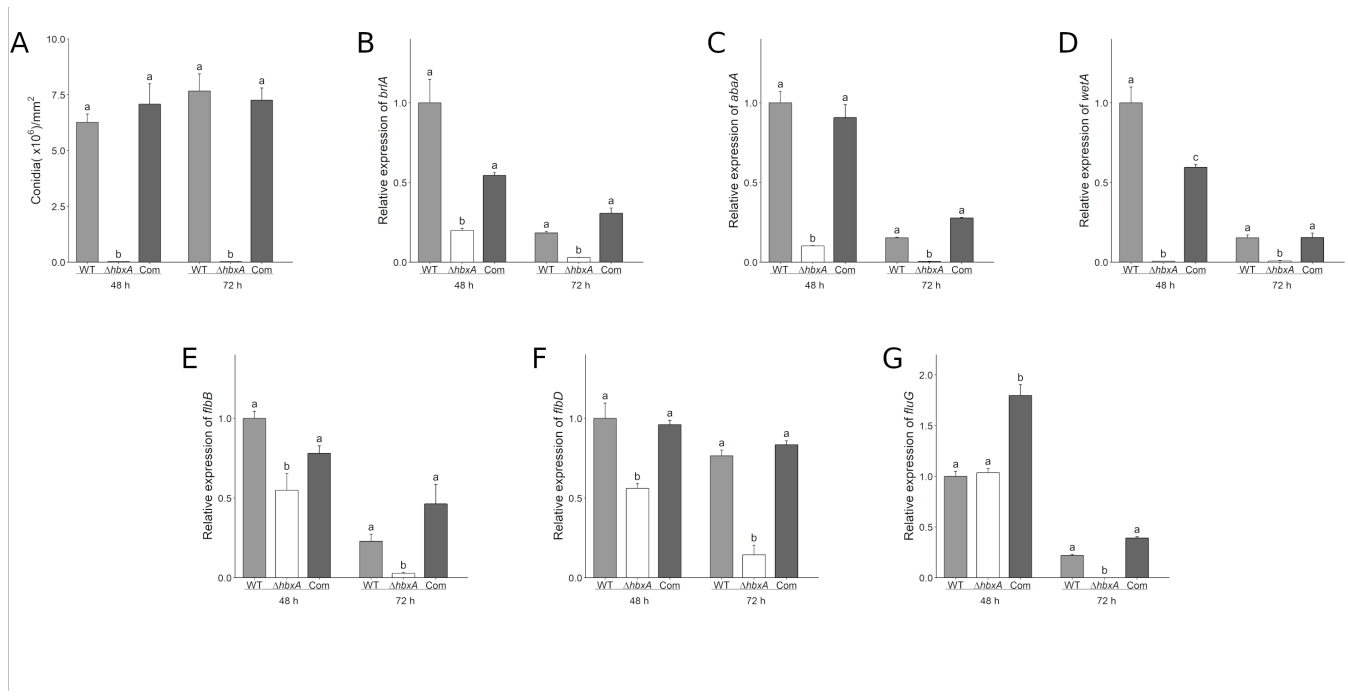 A
Conidia( x10⁶)/mm²
10.0
7.5
5.0
2.5
0.0
a
b
a
a
b
a
WT ΔhbxA Com WT ΔhbxA Com
48 h 72 h
B
Relative expression of brlA
1.0
0.5
0.0
a
b
a
a
b
a
WT ΔhbxA Com WT ΔhbxA Com
48 h 72 h
C
Relative expression of abaA
1.0
0.5
0.0
a
b
a
a
b
a
WT ΔhbxA Com WT ΔhbxA Com
48 h 72 h
D
Relative expression of wetA
1.0
0.5
0.0
a
b
c
a
b
a
WT ΔhbxA Com WT ΔhbxA Com
48 h 72 h
E
Relative expression of flbB
1.0
0.5
0.0
a
b
a
a
b
a
WT ΔhbxA Com WT ΔhbxA Com
48 h 72 h
F
Relative expression of flbD
1.0
0.5
0.0
a
b
a
a
b
a
WT ΔhbxA Com WT ΔhbxA Com
48 h 72 h
G
Relative expression of fluG
2.0
1.5
1.0
0.5
0.0
a
a
b
a
b
a
WT ΔhbxA Com WT ΔhbxA Com
48 h 72 h